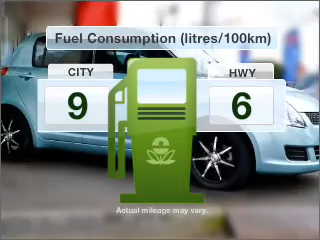 Fuel Consumption (litres/100km)
CITY HWY
9 6
Actual mileage may vary.